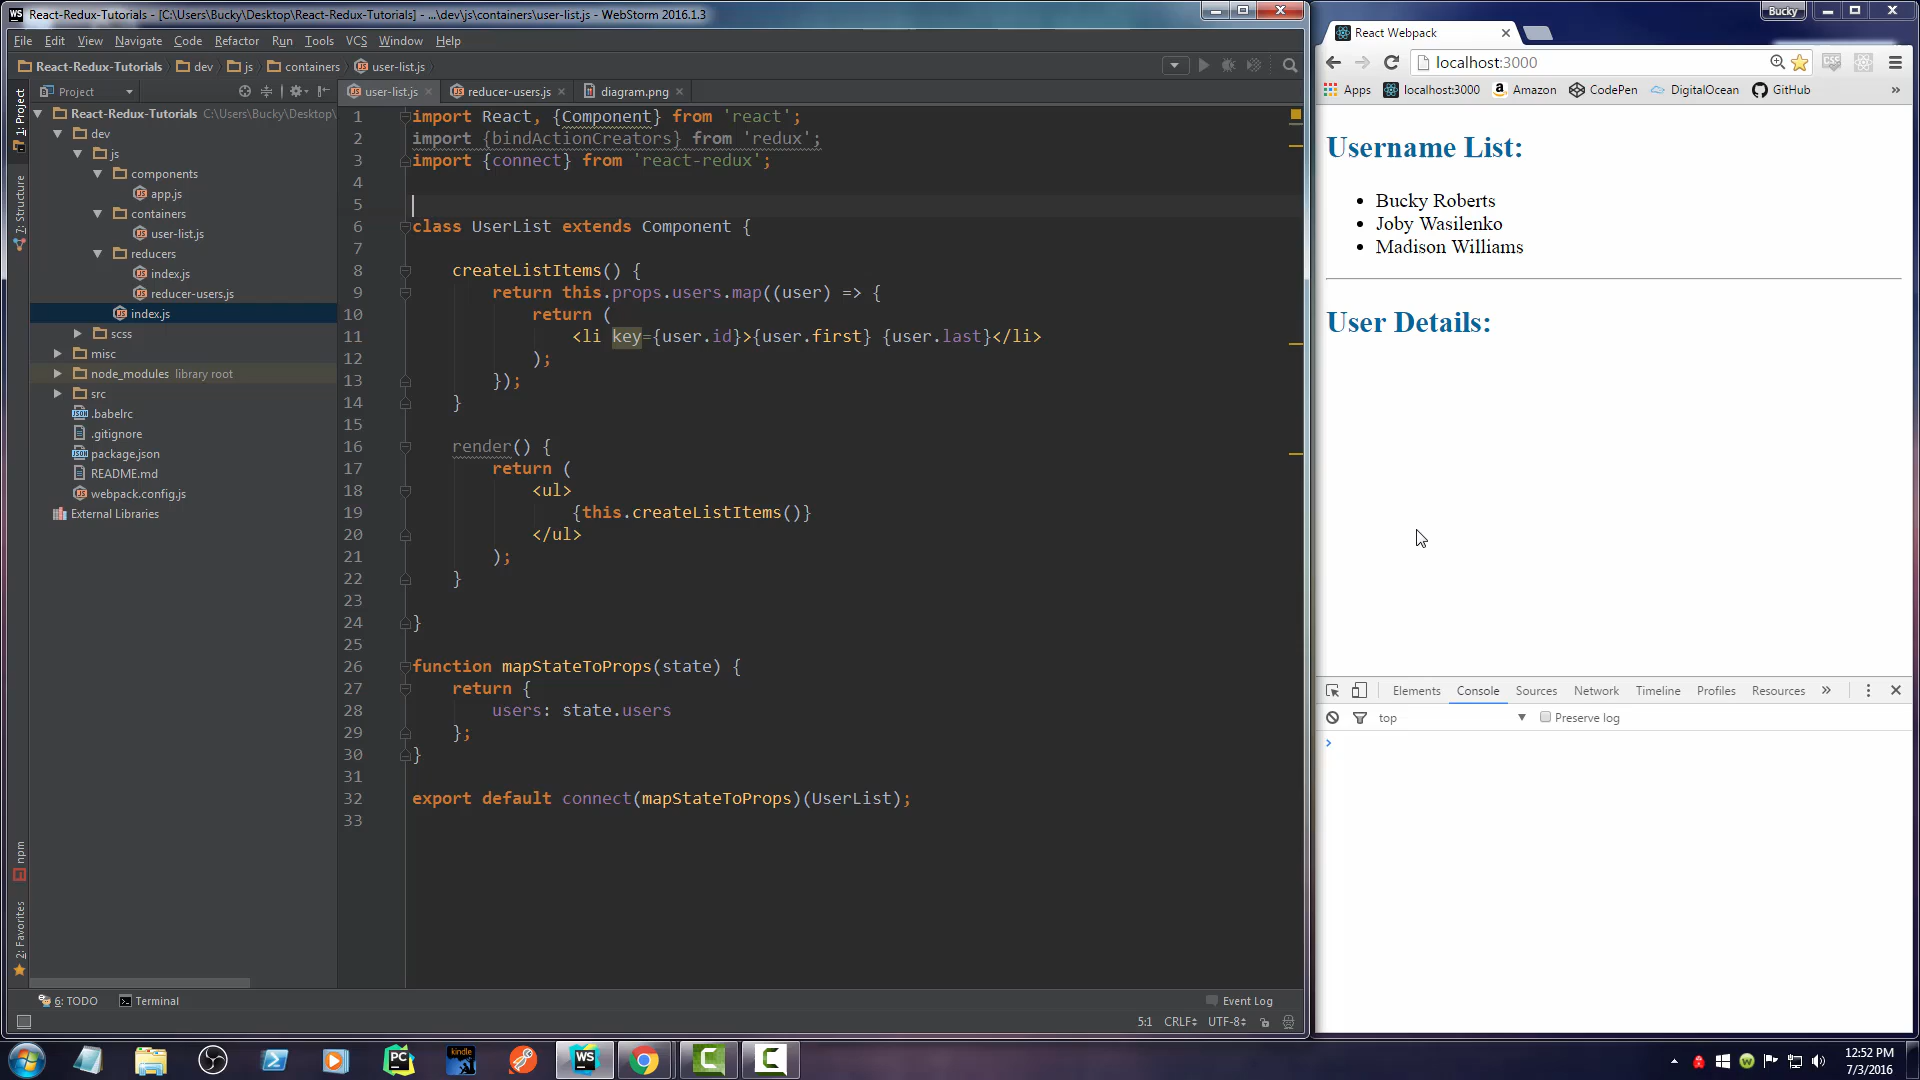 React-Redux-Tutorials - [C:\Users\Bucky\Desktop\React-Redux-Tutorials] - ...\dev\js\containers\user-list.js - WebStorm 2016.1.3
File Edit View Navigate Code Refactor Run Tools VCS Window Help
React-Redux-Tutorials dev js containers user-list.js
Project
user-list.js reducer-users.js diagram.png
1: Project
7: Structure
npm
2: Favorites
React-Redux-Tutorials C:\Users\Bucky\Desktop\
dev
js
components
app.js
containers
user-list.js
reducers
index.js
reducer-users.js
index.js
scss
misc
node_modules library root
src
.babelrc
.gitignore
package.json
README.md
webpack.config.js
External Libraries
1 import React, {Component} from 'react';
2 import {bindActionCreators} from 'redux';
3 import {connect} from 'react-redux';
4
5
6 class UserList extends Component {
7
8 createListItems() {
9 return this.props.users.map((user) => {
10 return (
11 <li key={user.id}>{user.first} {user.last}</li>
12 );
13 });
14 }
15
16 render() {
17 return (
18 <ul>
19 {this.createListItems()}
20 </ul>
21 );
22 }
23
24 }
25
26 function mapStateToProps(state) {
27 return {
28 users: state.users
29 };
30 }
31
32 export default connect(mapStateToProps)(UserList);
33
6: TODO Terminal
Event Log
5:1 CRLF UTF-8
Bucky
React Webpack
localhost:3000
Apps localhost:3000 Amazon CodePen DigitalOcean GitHub »
Username List:
Bucky Roberts
Joby Wasilenko
Madison Williams
User Details:
Elements Console Sources Network Timeline Profiles Resources »
top Preserve log
>
WS
PC
kindle
12:52 PM
7/3/2016